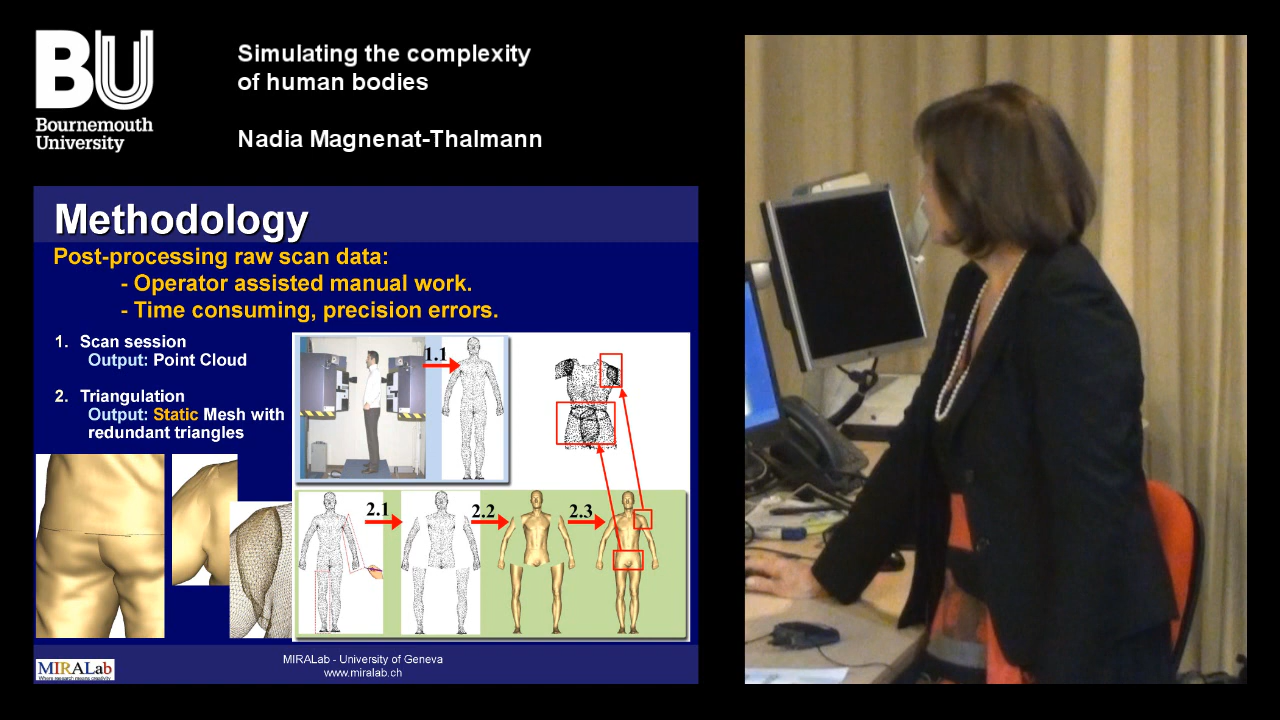 BU
Bournemouth
University
Simulating the complexity
of human bodies
Nadia Magnenat-Thalmann
Methodology
Post-processing raw scan data:
- Operator assisted manual work.
- Time consuming, precision errors.
1. Scan session
Output: Point Cloud
2. Triangulation
Output: Static Mesh with
redundant triangles
1.1
2.1
2.2
2.3
MIRALab
MIRALab - University of Geneva
www.miralab.ch